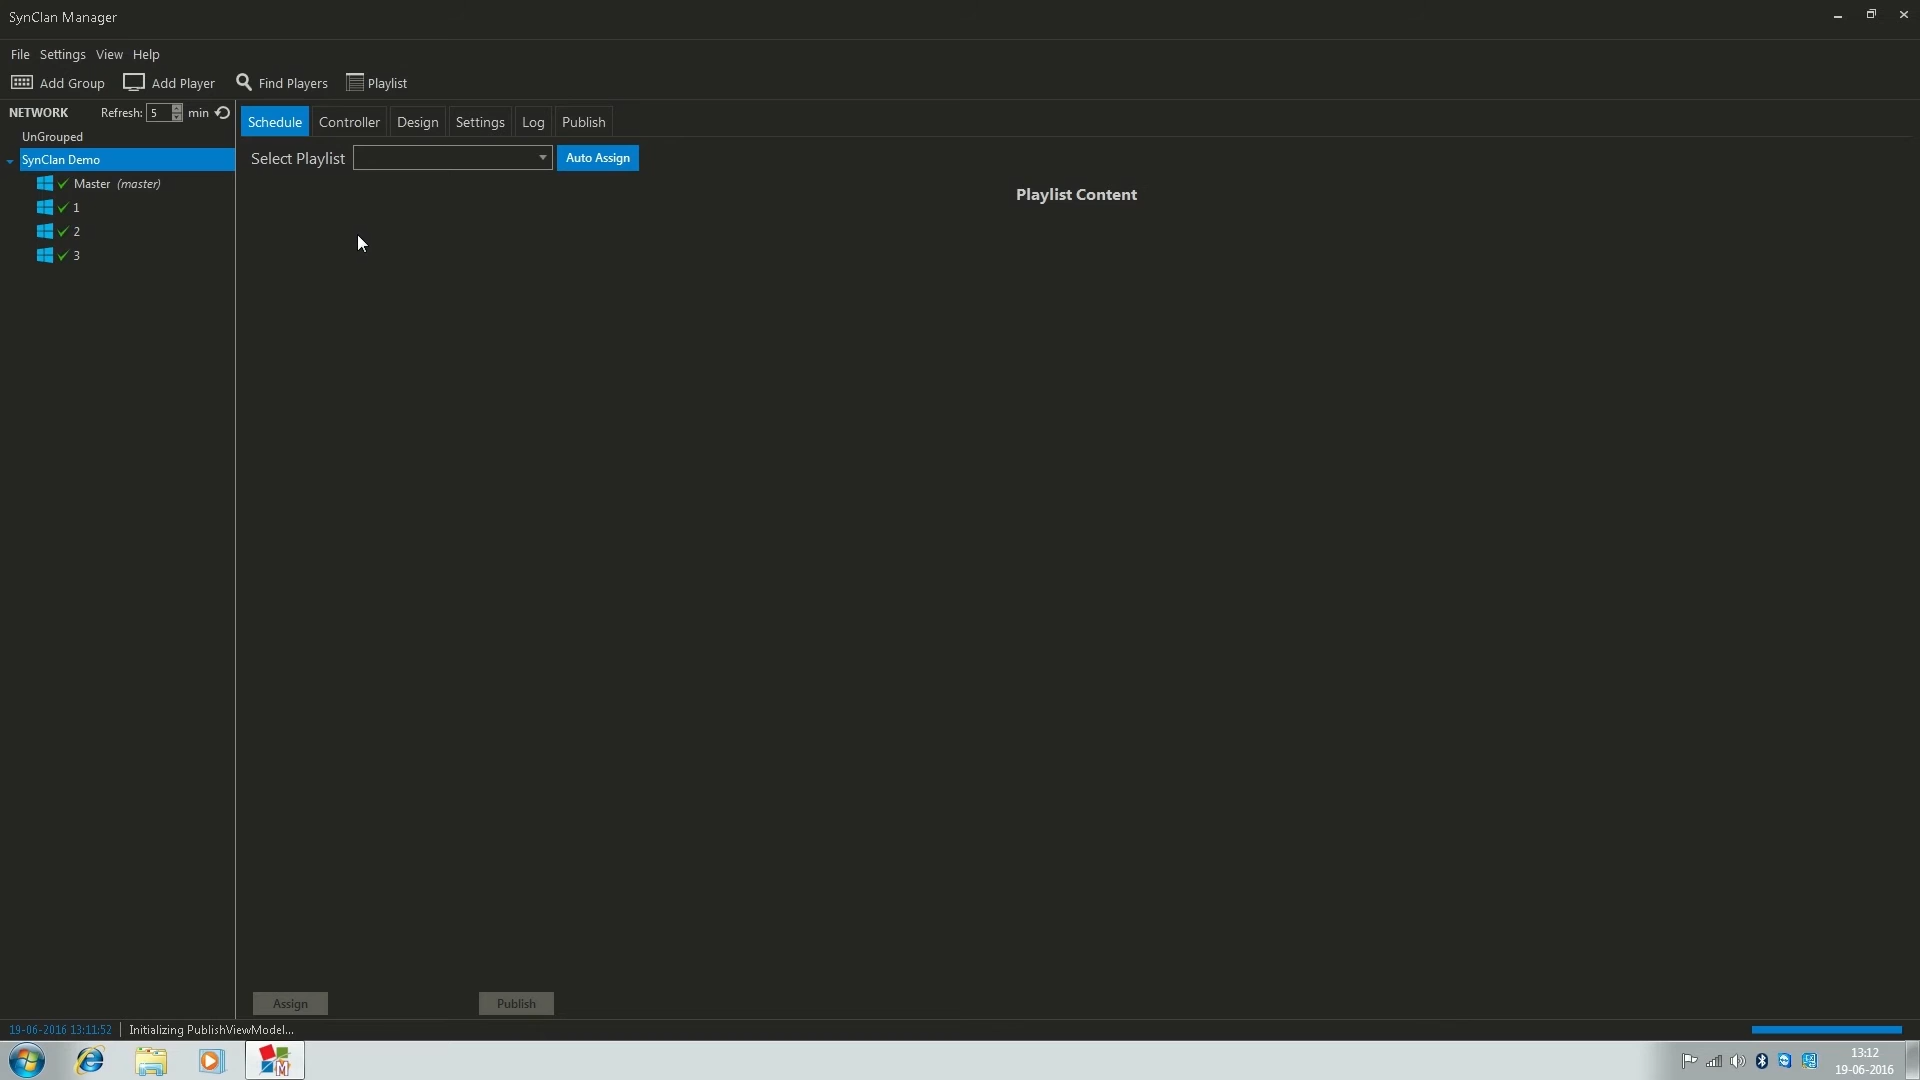 SynClan Manager
File Settings View Help
Add Group Add Player Find Players Playlist
NETWORK Refresh: 5 min
Schedule Controller Design Settings Log Publish
UnGrouped
Select Playlist Auto Assign
SynClan Demo
Master (master)
Playlist Content
1
2
3
Assign Publish
19-06-2016 13:11:52 Initializing PublishViewModel...
M
13:12
19-06-2016